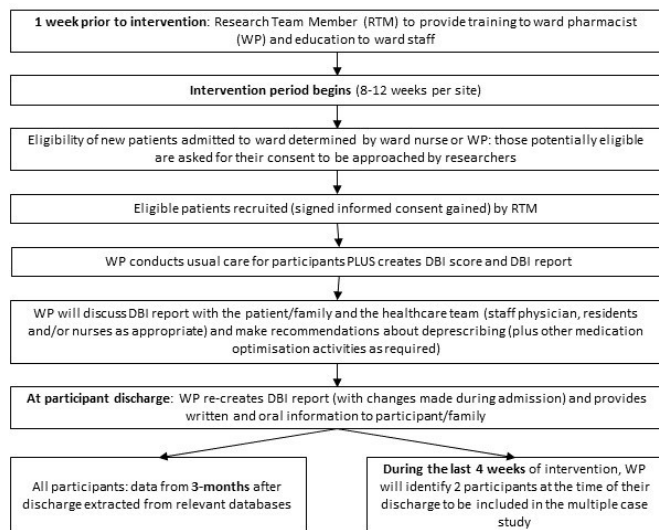 1 week prior to intervention: Research Team Member (RTM) to provide training to ward pharmacist
(WP) and education to ward staff
Intervention period begins (8-12 weeks per site)
Eligibility of new patients admitted to ward determined by ward nurse or WP: those potentially eligible
are asked for their consent to be approached by researchers
Eligible patients recruited (signed informed consent gained) by RTM
WP conducts usual care for participants PLUS creates DBI score and DBI report
WP will discuss DBI report with the patient/family and the healthcare team (staff physician, residents
and/or nurses as appropriate) and make recommendations about deprescribing (plus other medication
optimisation activities as required)
At participant discharge: WP re-creates DBI report (with changes made during admission) and provides
written and oral information to participant/family
All participants: data from 3-months after
discharge extracted from relevant databases
During the last 4 weeks of intervention, WP
will identify 2 participants at the time of their
discharge to be included in the multiple case
study